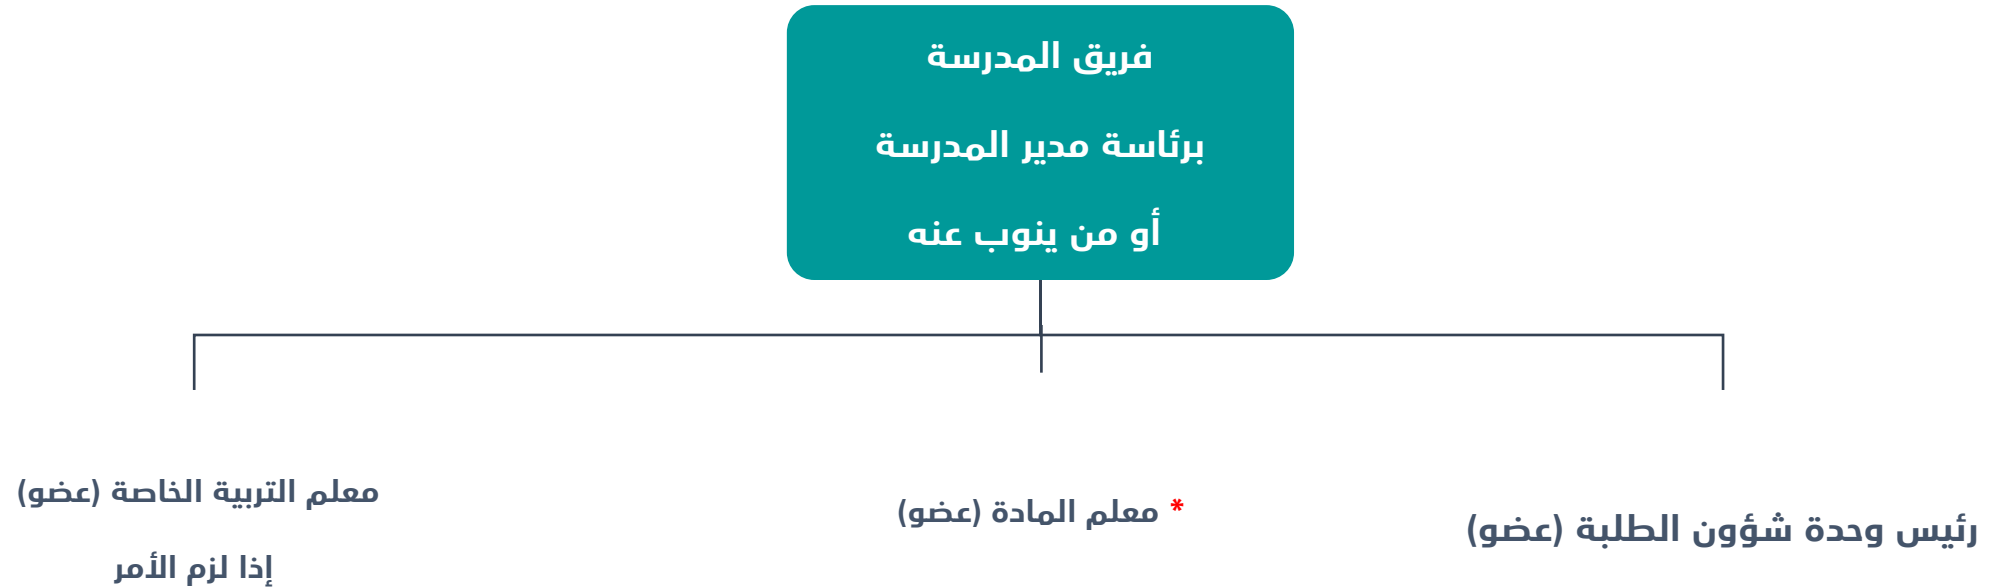 فريق المدرسة
برئاسة مدير المدرسة
أو من ينوب عنه
رئيس وحدة شؤون الطلبة (عضو)
* معلم المادة (عضو)
معلم التربية الخاصة (عضو)
إذا لزم الأمر